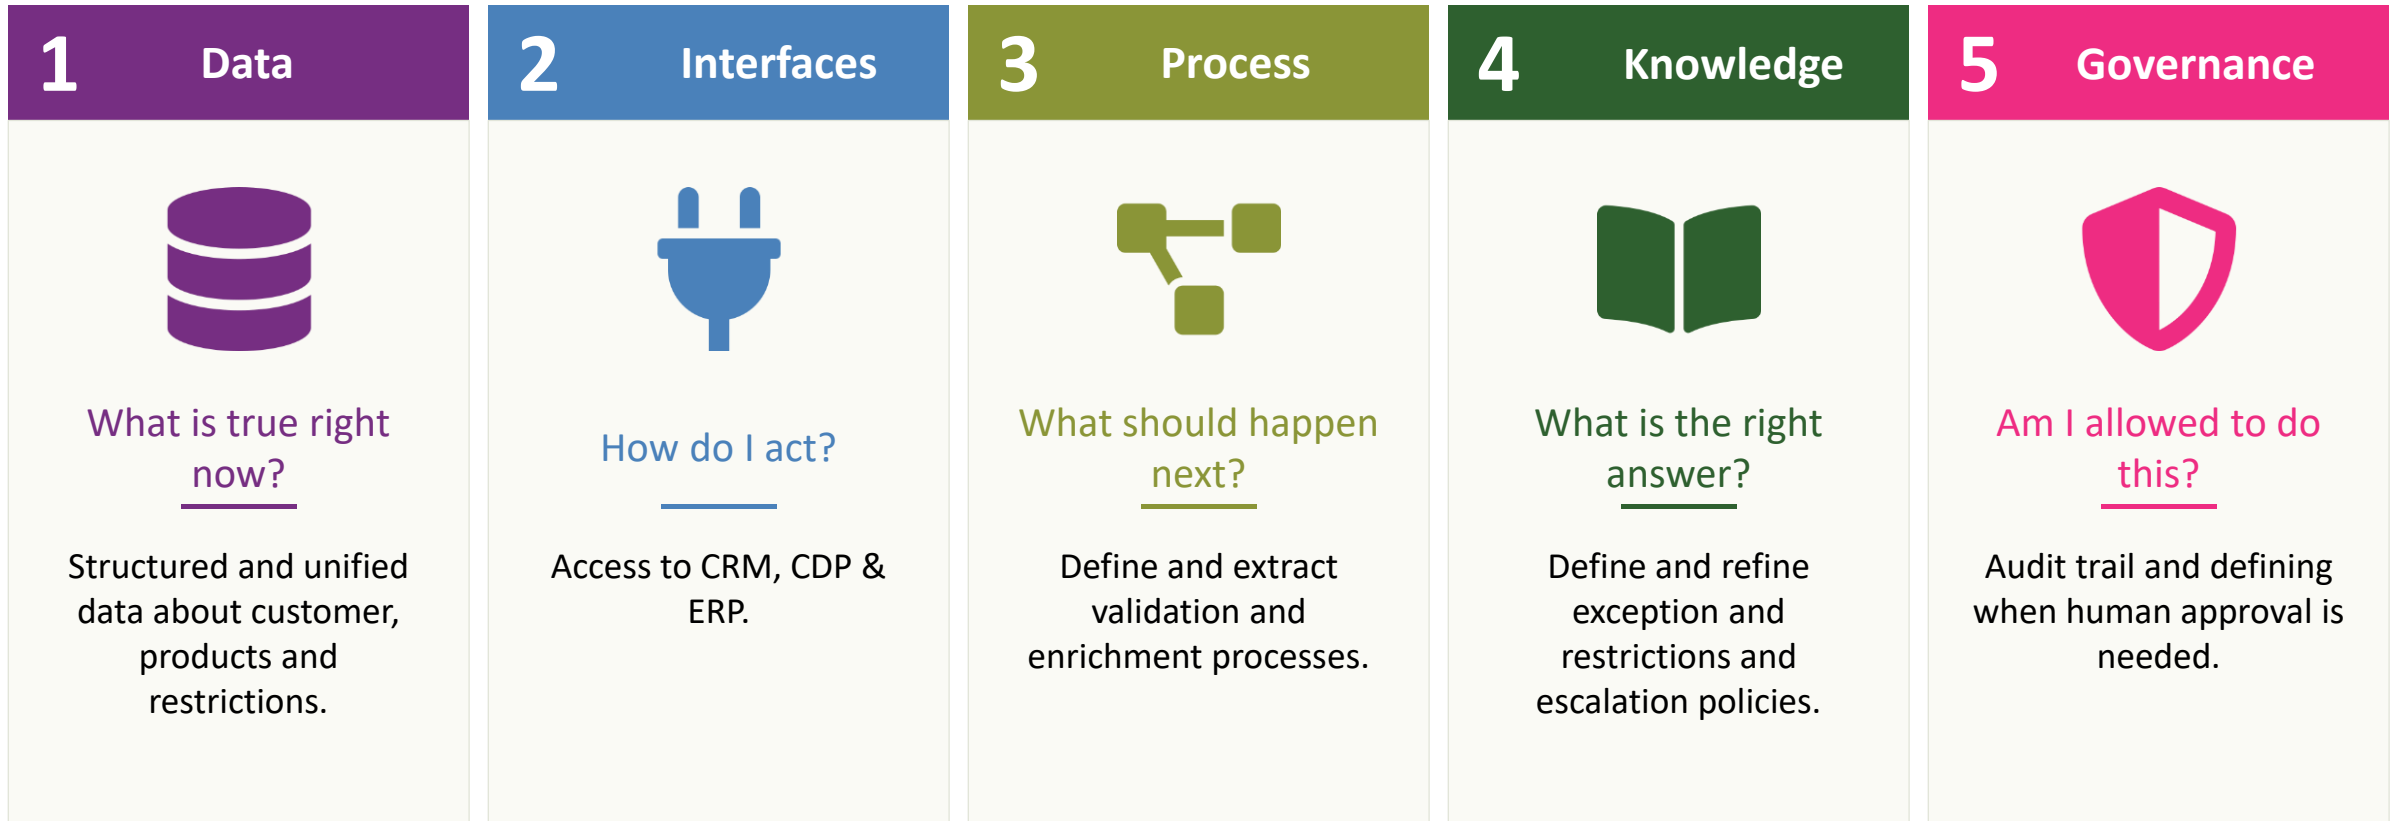 1 Data
What is true right
now?
Structured and unified
data about customer,
products and
restrictions.
2 Interfaces
How do I act?
Access to CRM, CDP &
ERP.
3 Process
What should happen
next?
Define and extract
validation and
enrichment processes.
4 Knowledge
What is the right
answer?
Define and refine
exception and
restrictions and
escalation policies.
5 Governance
Am I allowed to do
this?
Audit trail and defining
when human approval is
needed.